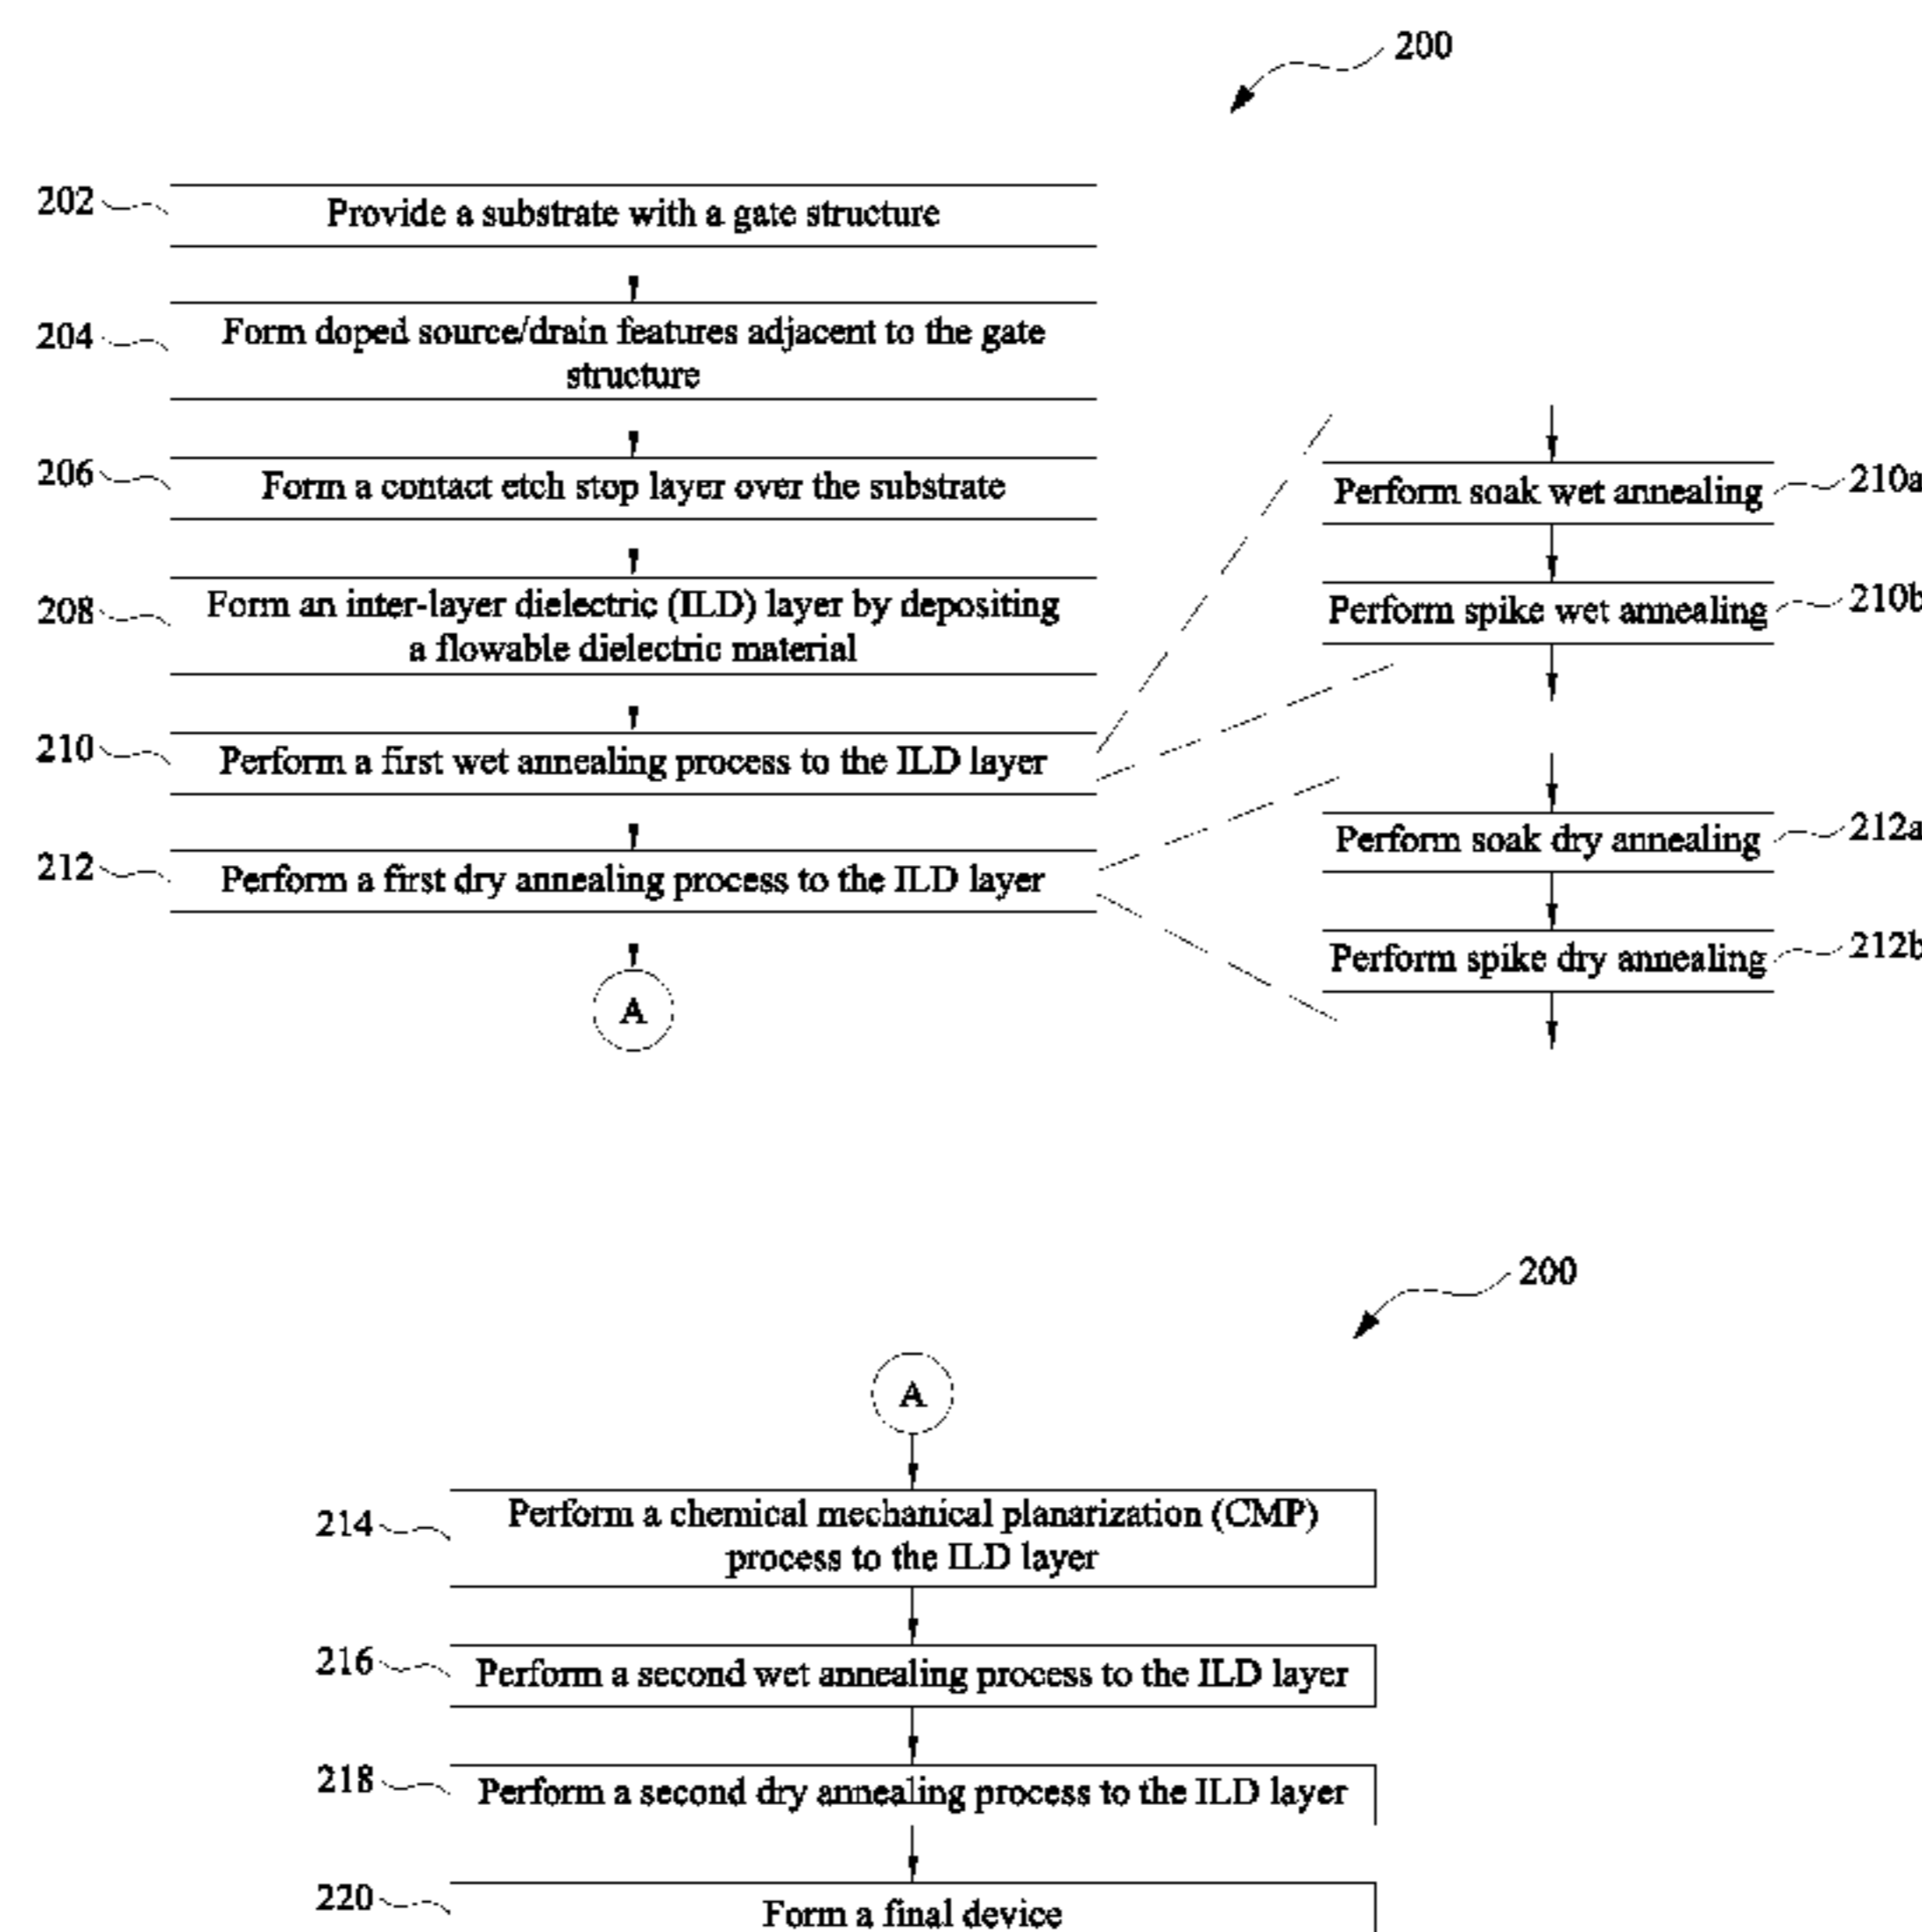 200
202
Provide a substrate with a gate structure
204
Form doped source/drain features adjacent to the gate
structure
206
Form a contact etch stop layer over the substrate
208
Form an inter-layer dielectric (ILD) layer by depositing
a flowable dielectric material
210
Perform a first wet annealing process to the ILD layer
212
Perform a first dry annealing process to the ILD layer
A
Perform soak wet annealing
210a
Perform spike wet annealing
210b
Perform soak dry annealing
212a
Perform spike dry annealing
212b
200
A
214
Perform a chemical mechanical planarization (CMP)
process to the ILD layer
216
Perform a second wet annealing process to the ILD layer
218
Perform a second dry annealing process to the ILD layer
220
Form a final device